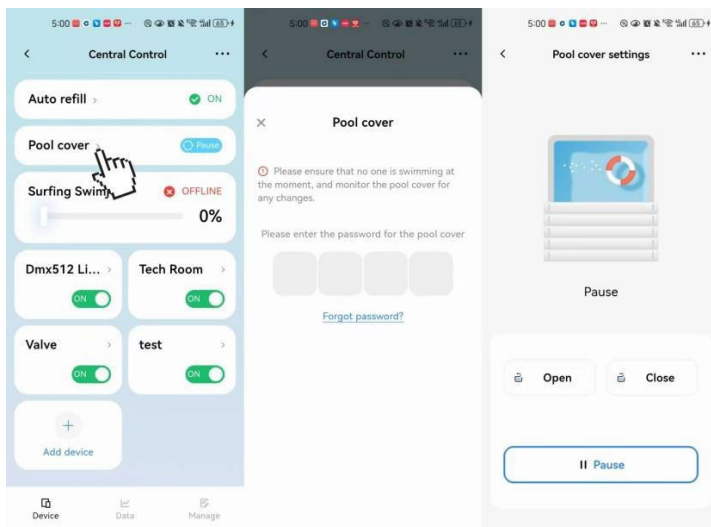 5:00
65
Central Control
Auto refill
ON
Pool cover
Pause
Surfing Swim
OFFLINE
0%
Dmx512 Li...
ON
Tech Room
ON
Valve
ON
test
ON
Add device
Device
Data
Manage
5:00
65
Central Control
Pool cover
Please ensure that no one is swimming at
the moment, and monitor the pool cover for
any changes.
Please enter the password for the pool cover
Forgot password?
5:00
65
Pool cover settings
Pause
Open
Close
Pause